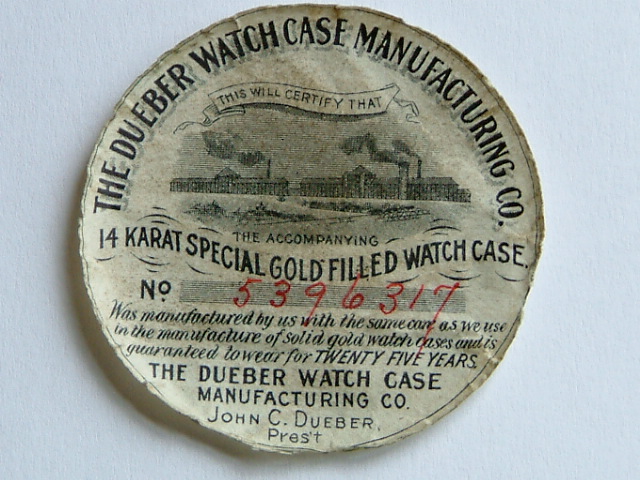 THE DUEBER WATCH CASE MANUFACTURING CO.
THIS WILL CERTIFY THAT
THE ACCOMPANYING
14 KARAT SPECIAL GOLD FILLED WATCH CASE.
No 5396317
Was manufactured by us with the same care as we use
in the manufacture of solid gold watch cases and is
guaranteed to wear for TWENTY FIVE YEARS.
THE DUEBER WATCH CASE
MANUFACTURING CO.
JOHN C. DUEBER,
Pres't